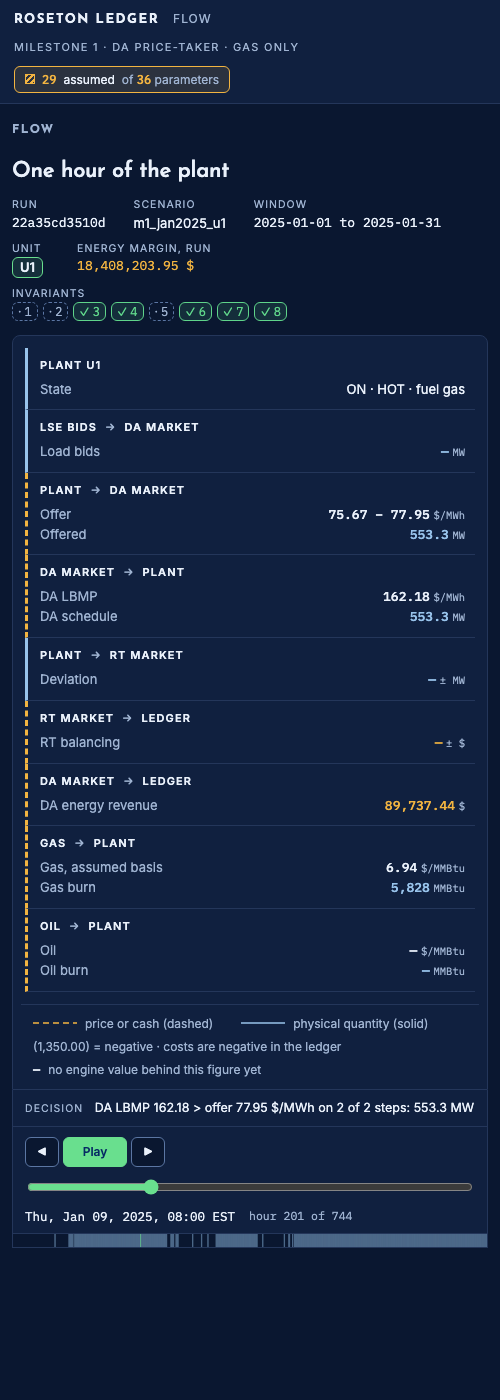 ROSETON LEDGER FLOW
MILESTONE 1 · DA PRICE-TAKER · GAS ONLY
29 assumed of 36 parameters
FLOW
One hour of the plant
RUN SCENARIO WINDOW
22a35cd3510d m1_jan2025_u1 2025-01-01 to 2025-01-31
UNIT ENERGY MARGIN, RUN
U1 18,408,203.95 $
INVARIANTS
· 1 · 2 ✓ 3 ✓ 4 · 5 ✓ 6 ✓ 7 ✓ 8
PLANT U1
State ON · HOT · fuel gas
LSE BIDS → DA MARKET
Load bids — MW
PLANT → DA MARKET
Offer 75.67 – 77.95 $/MWh
Offered 553.3 MW
DA MARKET → PLANT
DA LBMP 162.18 $/MWh
DA schedule 553.3 MW
PLANT → RT MARKET
Deviation — ± MW
RT MARKET → LEDGER
RT balancing — ± $
DA MARKET → LEDGER
DA energy revenue 89,737.44 $
GAS → PLANT
Gas, assumed basis 6.94 $/MMBtu
Gas burn 5,828 MMBtu
OIL → PLANT
Oil — $/MMBtu
Oil burn — MMBtu
price or cash (dashed) physical quantity (solid)
(1,350.00) = negative · costs are negative in the ledger
— no engine value behind this figure yet
DECISION DA LBMP 162.18 > offer 77.95 $/MWh on 2 of 2 steps: 553.3 MW
◄ Play ►
Thu, Jan 09, 2025, 08:00 EST hour 201 of 744